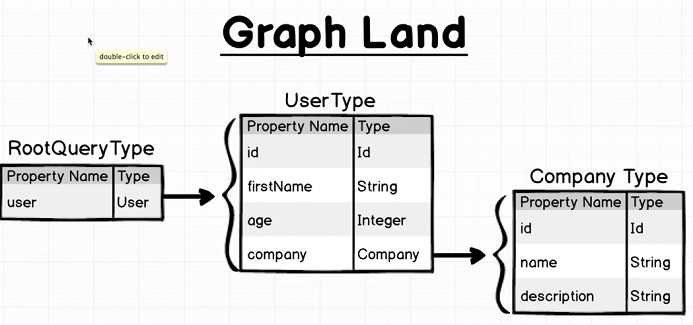 Graph Land
double-click to edit
RootQueryType
Property Name Type
user User
UserType
Property Name Type
id Id
firstName String
age Integer
company Company
Company Type
Property Name Type
id Id
name String
description String